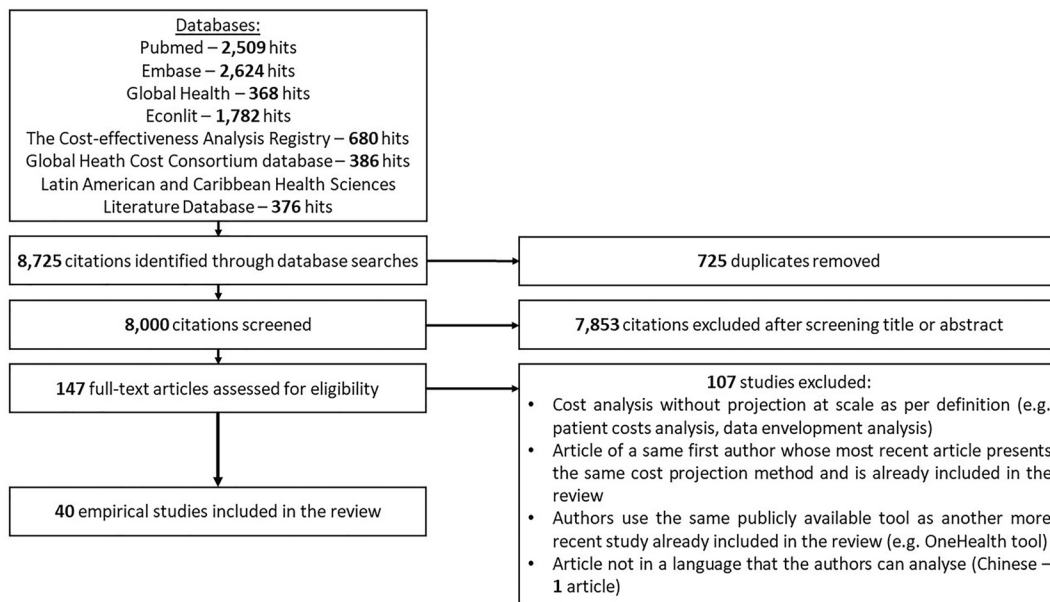 Databases:
Pubmed – 2,509 hits
Embase – 2,624 hits
Global Health – 368 hits
Econlit – 1,782 hits
The Cost-effectiveness Analysis Registry – 680 hits
Global Heath Cost Consortium database – 386 hits
Latin American and Caribbean Health Sciences
Literature Database – 376 hits
8,725 citations identified through database searches
725 duplicates removed
8,000 citations screened
7,853 citations excluded after screening title or abstract
147 full-text articles assessed for eligibility
107 studies excluded:
• Cost analysis without projection at scale as per definition (e.g.
patient costs analysis, data envelopment analysis)
• Article of a same first author whose most recent article presents
the same cost projection method and is already included in the
review
• Authors use the same publicly available tool as another more
recent study already included in the review (e.g. OneHealth tool)
• Article not in a language that the authors can analyse (Chinese –
1 article)
40 empirical studies included in the review